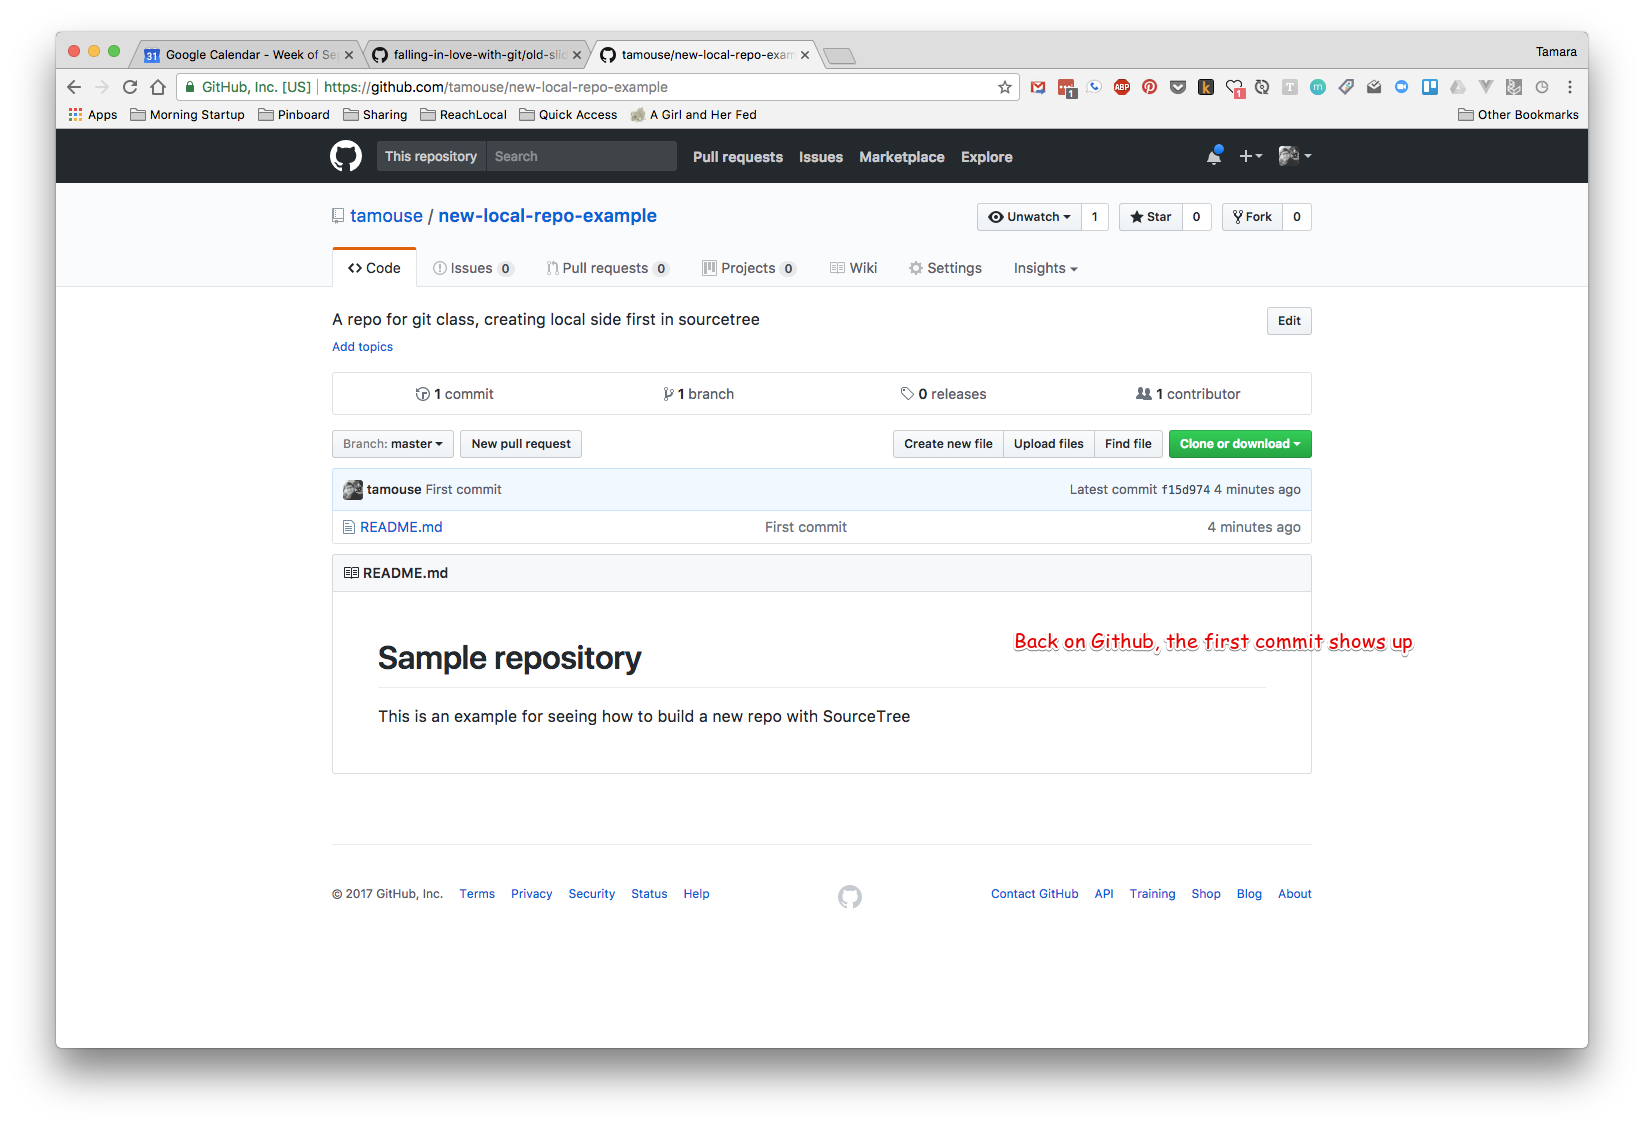 Google Calendar - Week of Se
falling-in-love-with-git/old-slid
tamouse/new-local-repo-exam
Tamara
GitHub, Inc. [US] https://github.com/tamouse/new-local-repo-example
Apps Morning Startup Pinboard Sharing ReachLocal Quick Access A Girl and Her Fed Other Bookmarks
This repository Search Pull requests Issues Marketplace Explore
tamouse / new-local-repo-example
Unwatch 1 Star 0 Fork 0
Code Issues 0 Pull requests 0 Projects 0 Wiki Settings Insights
A repo for git class, creating local side first in sourcetree
Edit
Add topics
1 commit 1 branch 0 releases 1 contributor
Branch: master New pull request Create new file Upload files Find file Clone or download
tamouse First commit Latest commit f15d974 4 minutes ago
README.md First commit 4 minutes ago
README.md
Back on Github, the first commit shows up
Sample repository
This is an example for seeing how to build a new repo with SourceTree
© 2017 GitHub, Inc. Terms Privacy Security Status Help Contact GitHub API Training Shop Blog About